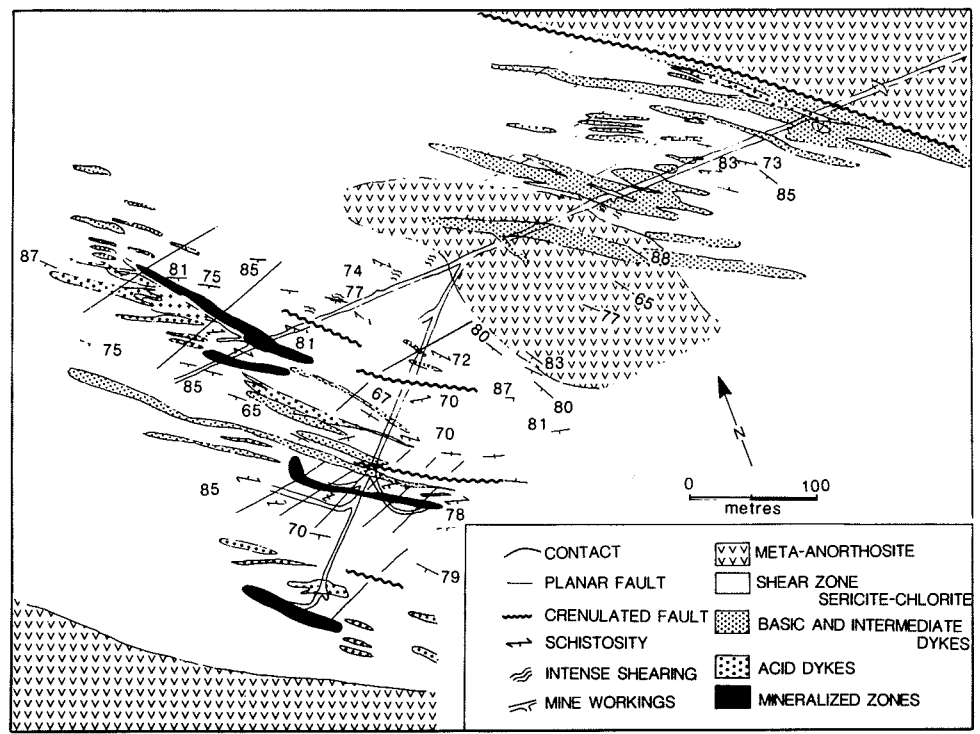 83
73
85
87
81
75
85
74
77
88
65
77
81
80
72
83
75
85
65
67
70
87
80
81
70
N
0
100
metres
85
78
70
79
CONTACT
PLANAR FAULT
CRENULATED FAULT
SCHISTOSITY
INTENSE SHEARING
MINE WORKINGS
META-ANORTHOSITE
SHEAR ZONE
SERICITE-CHLORITE
BASIC AND INTERMEDIATE
DYKES
ACID DYKES
MINERALIZED ZONES